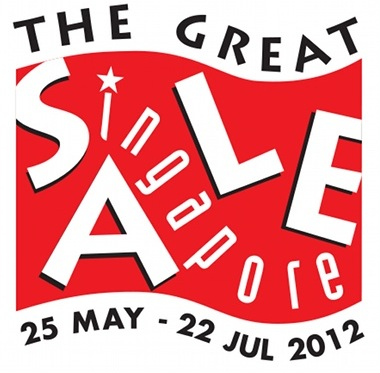 THE GREAT
Singapore
SALE
25 MAY - 22 JUL 2012